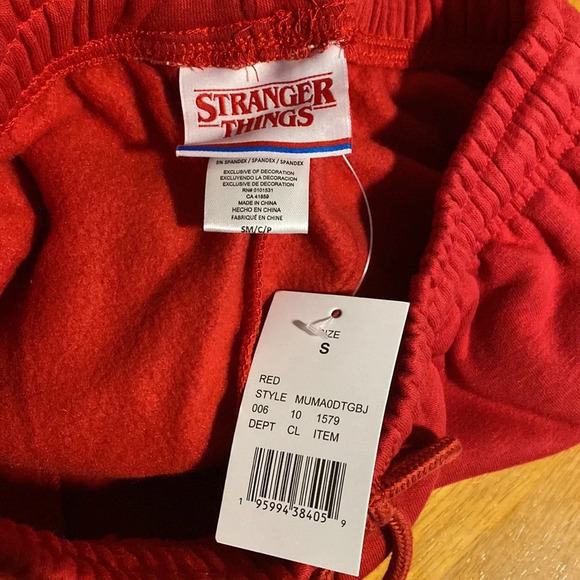 STRANGER
THINGS
EN SPANDEX / SPANDEX / SPANDEX
EXCLUSIVE OF DECORATION
EXCLUYENDO LA DECORACION
EXCLUSIVE DE DECORATION
RN# 0101531
CA 41859
MADE IN CHINA
HECHO EN CHINA
FABRIQUÉ EN CHINE
SM/C/P
SIZE
S
RED
STYLE MUMA0DTGBJ
006 10 1579
DEPT CL ITEM
1 95994 38405 9